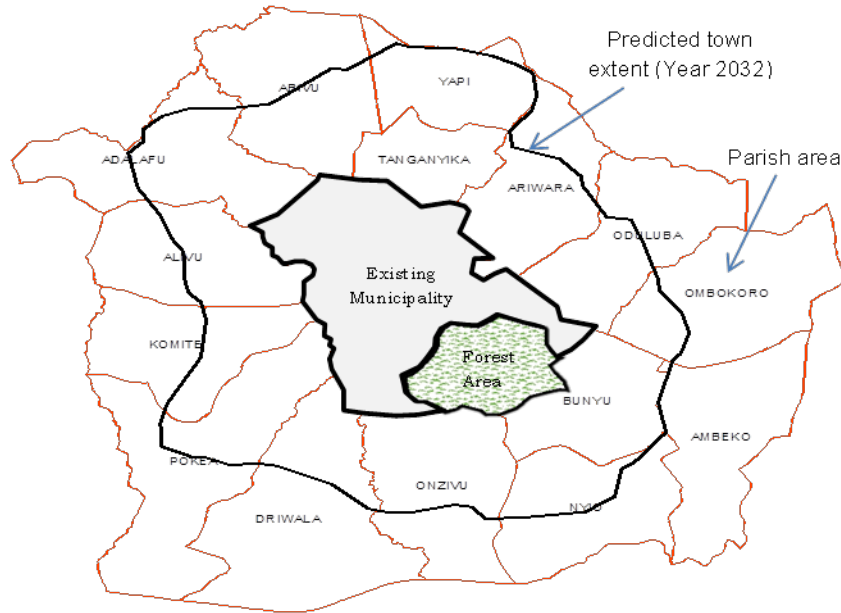 Predicted town
extent (Year 2032)
YAPI
ARIVU
Parish area
ADALAFU
TANGANYIKA
ARIWARA
ODULUBA
ALIVU
Existing
Municipality
OMBOKORO
KOMITE
Forest
Area
BUNYU
AMBEKO
POKEA
ONZIVU
NYIO
DRIWALA